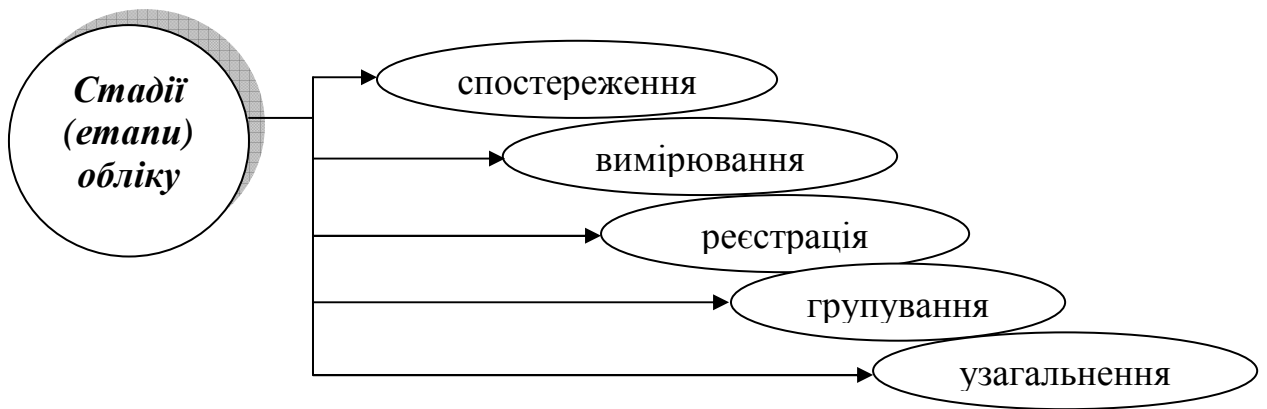 Стадії
(етапи)
обліку
спостереження
вимірювання
реєстрація
групування
узагальнення